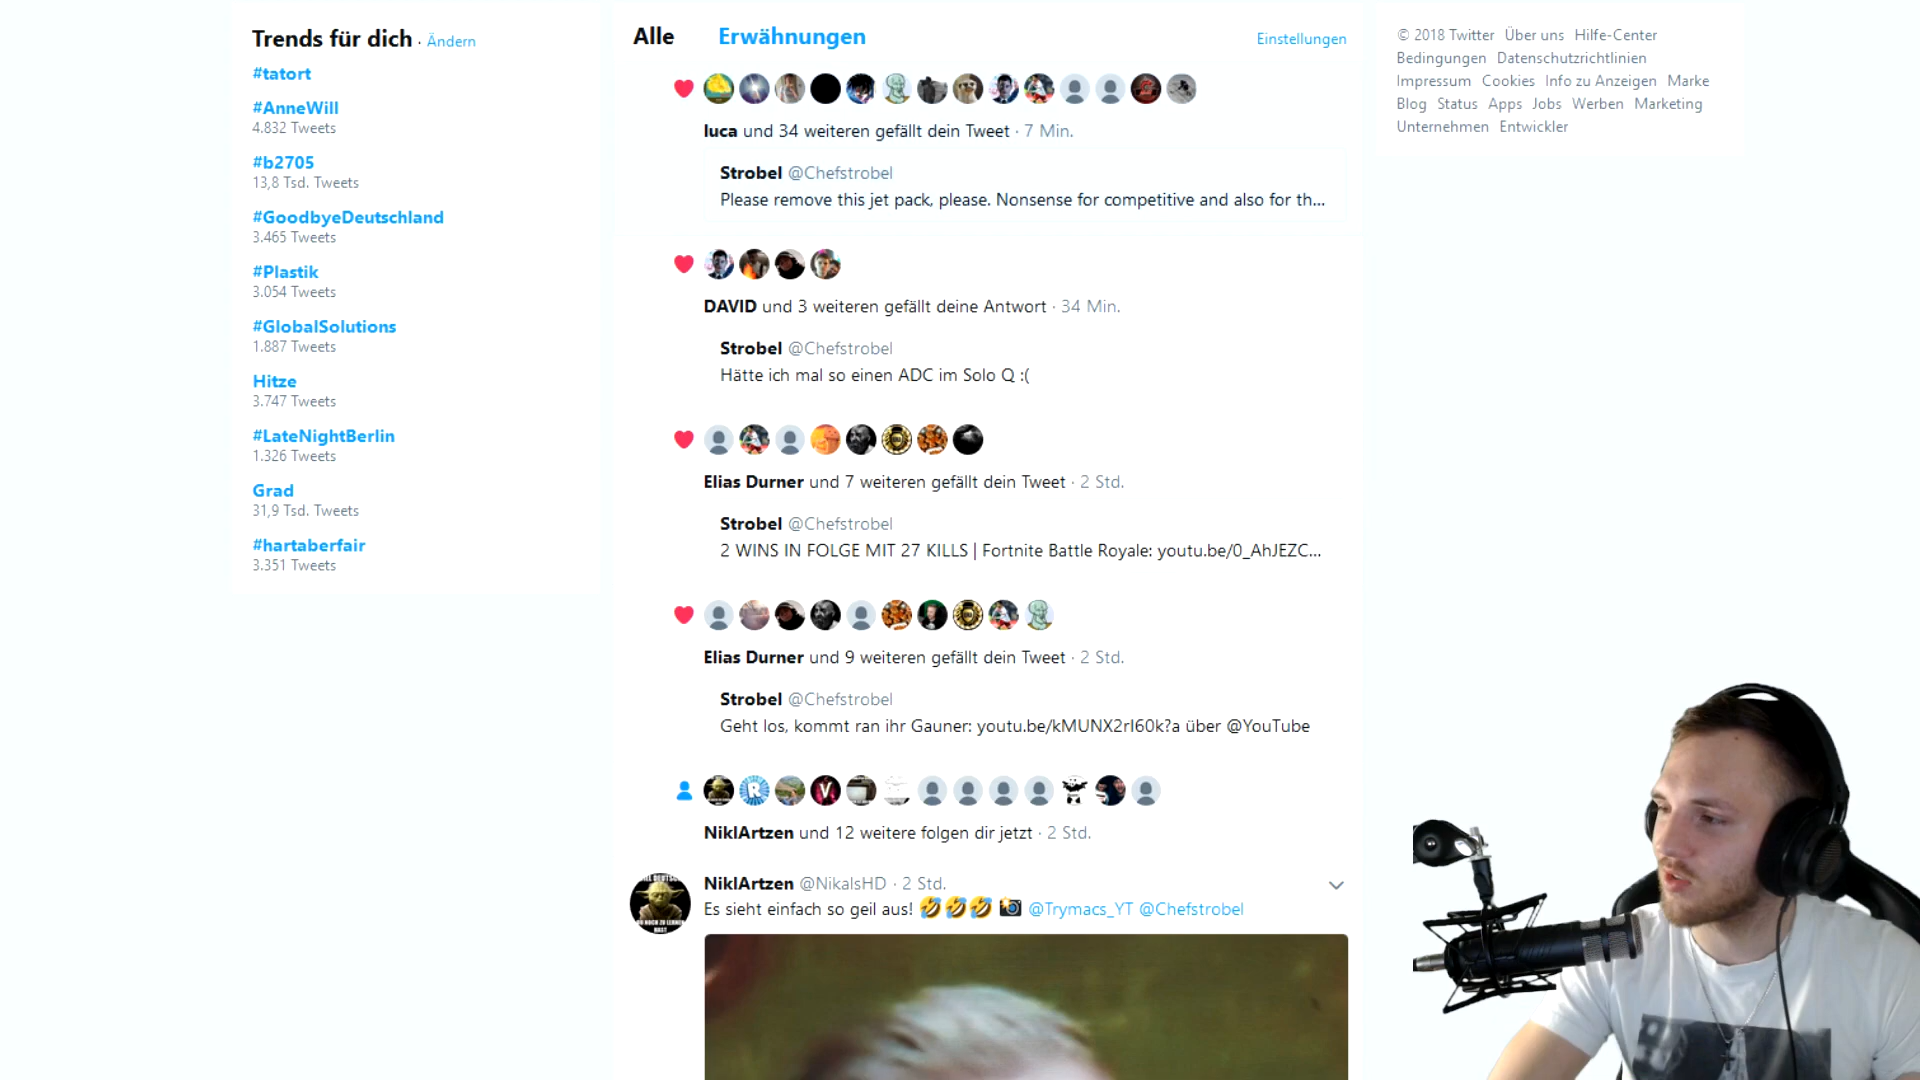 Trends für dich · Ändern
#tatort
#AnneWill
4.832 Tweets
#b2705
13,8 Tsd. Tweets
#GoodbyeDeutschland
3.465 Tweets
#Plastik
3.054 Tweets
#GlobalSolutions
1.887 Tweets
Hitze
3.747 Tweets
#LateNightBerlin
1.326 Tweets
Grad
31,9 Tsd. Tweets
#hartaberfair
3.351 Tweets
Alle Erwähnungen Einstellungen
luca und 34 weiteren gefällt dein Tweet · 7 Min.
Strobel @Chefstrobel
Please remove this jet pack, please. Nonsense for competitive and also for th...
DAVID und 3 weiteren gefällt deine Antwort · 34 Min.
Strobel @Chefstrobel
Hätte ich mal so einen ADC im Solo Q :(
Elias Durner und 7 weiteren gefällt dein Tweet · 2 Std.
Strobel @Chefstrobel
2 WINS IN FOLGE MIT 27 KILLS | Fortnite Battle Royale: youtu.be/0_AhJEZC...
Elias Durner und 9 weiteren gefällt dein Tweet · 2 Std.
Strobel @Chefstrobel
Geht los, kommt ran ihr Gauner: youtu.be/kMUNX2rI60k?a über @YouTube
R V
NiklArtzen und 12 weitere folgen dir jetzt · 2 Std.
NiklArtzen @NikalsHD · 2 Std.
Es sieht einfach so geil aus! 🤣🤣🤣 📸 @Trymacs_YT @Chefstrobel
© 2018 Twitter Über uns Hilfe-Center
Bedingungen Datenschutzrichtlinien
Impressum Cookies Info zu Anzeigen Marke
Blog Status Apps Jobs Werben Marketing
Unternehmen Entwickler